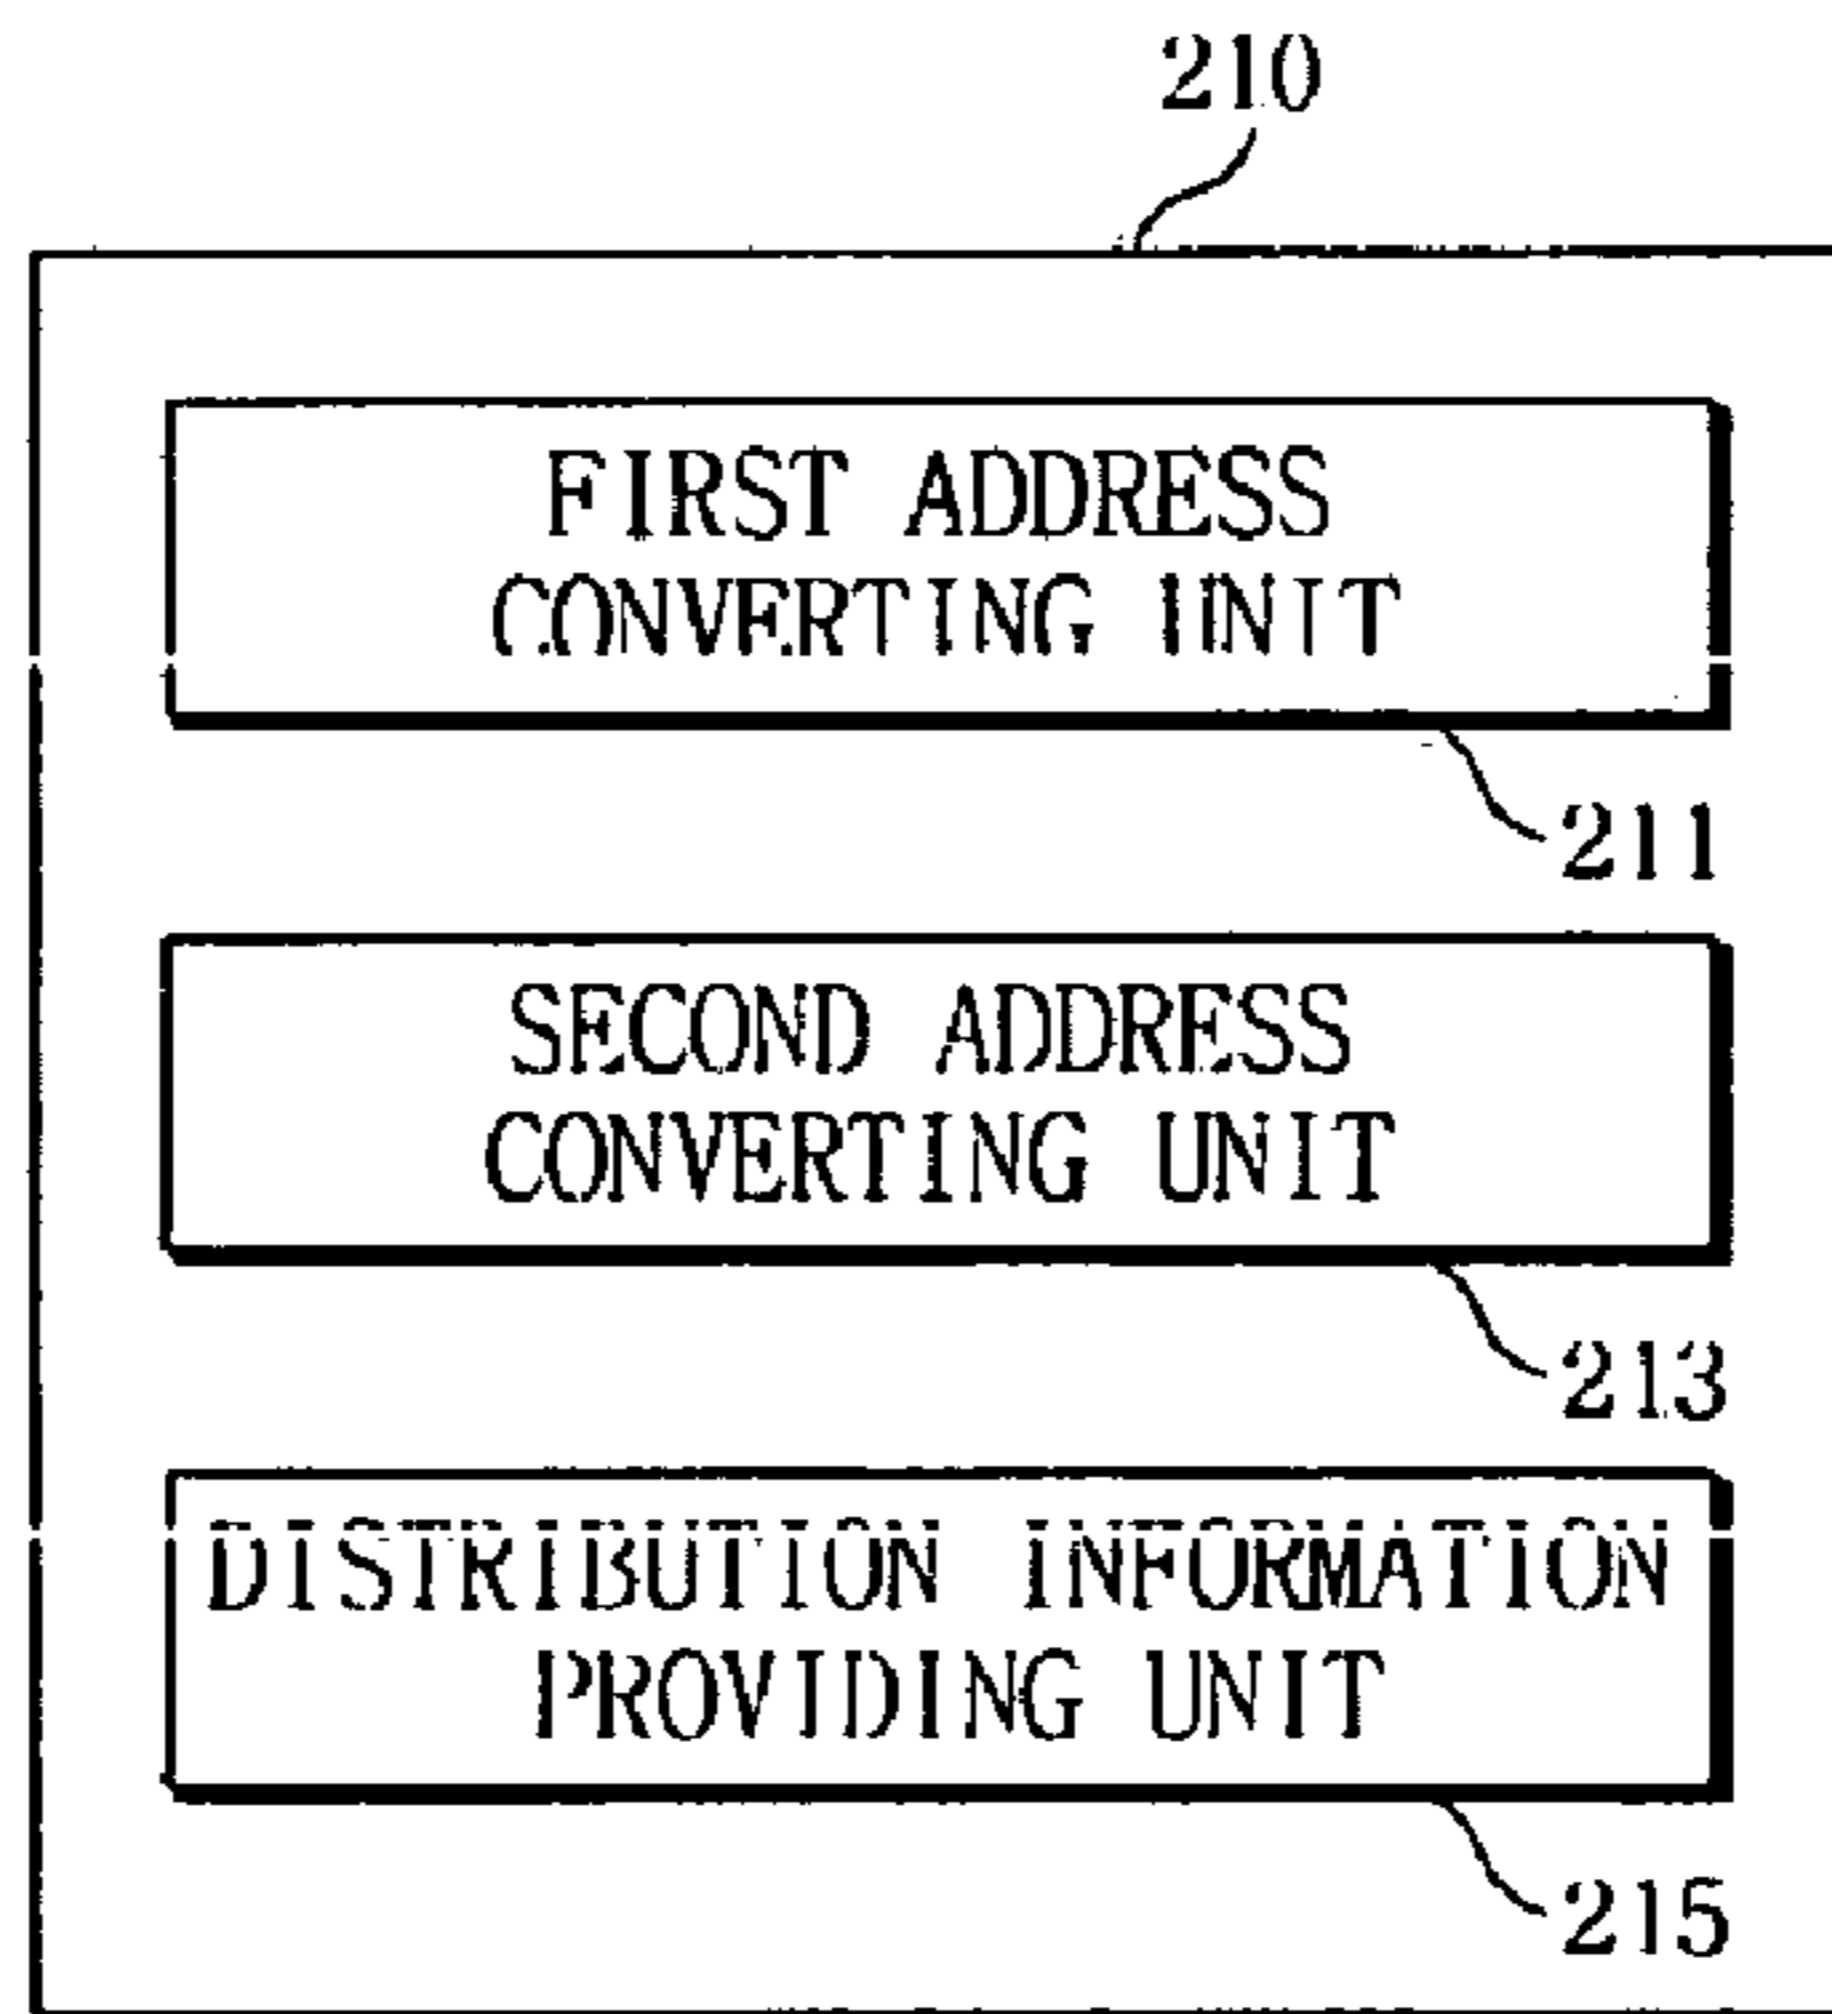 210
FIRST ADDRESS
CONVERTING UNIT
211
SECOND ADDRESS
CONVERTING UNIT
213
DISTRIBUTION INFORMATION
PROVIDING UNIT
215